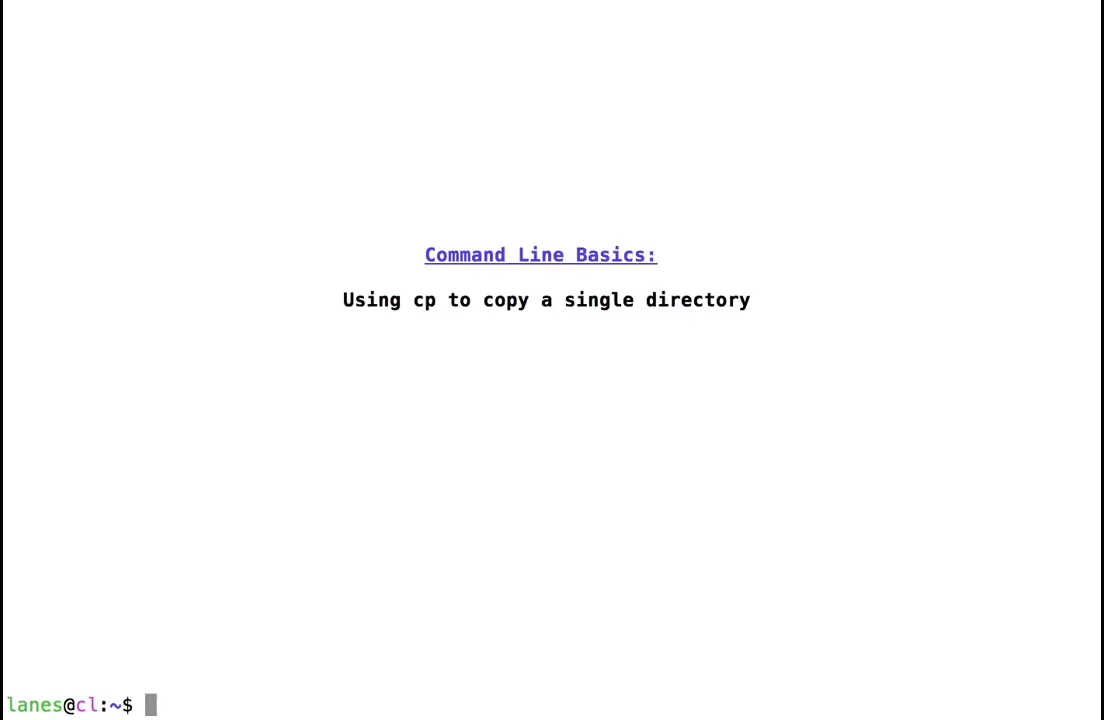 Command Line Basics:
Using cp to copy a single directory
lanes@cl:~$